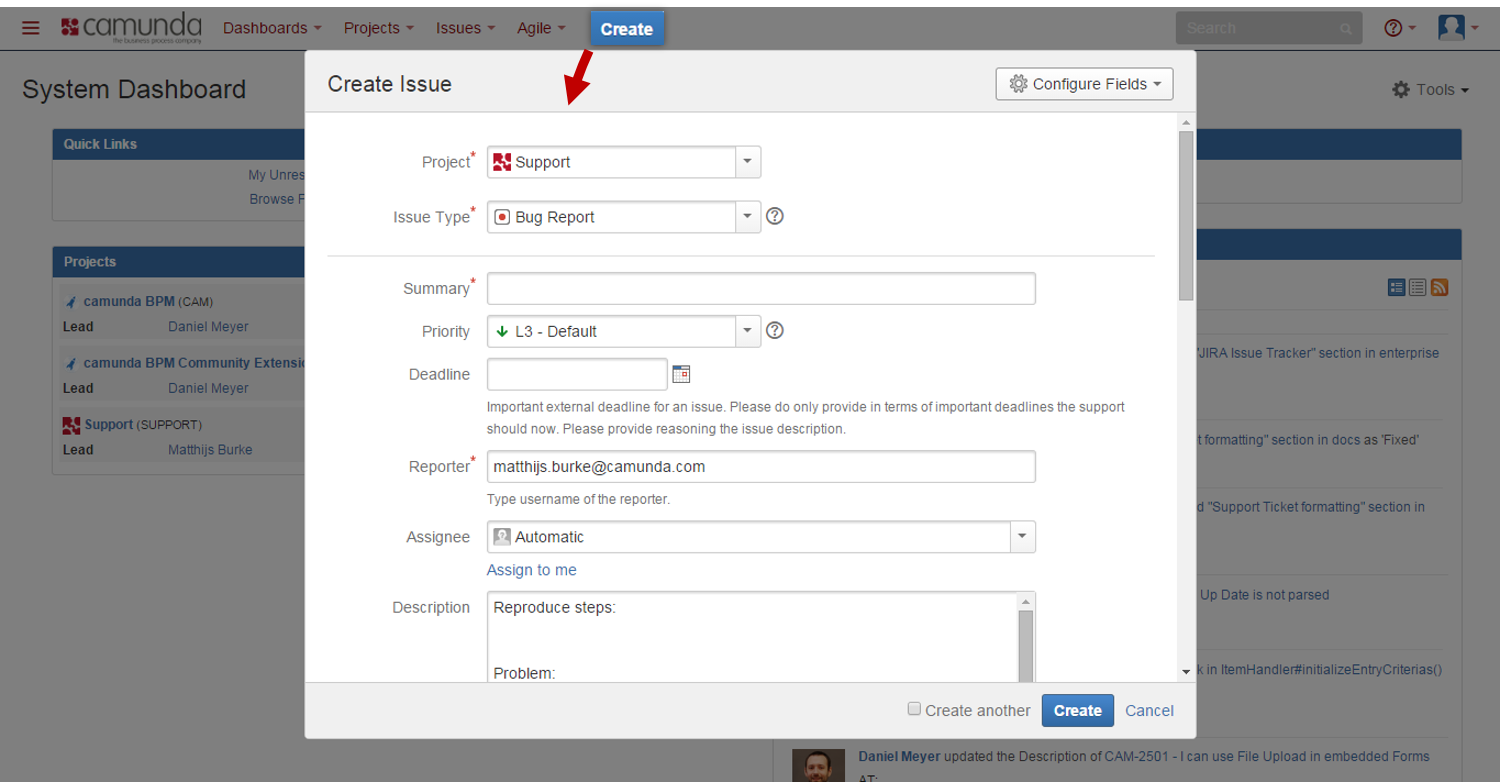 camunda
the business process company
Dashboards Projects Issues Agile Create Search
System Dashboard
Tools
Quick Links
My Unres
Browse F
Projects
camunda BPM (CAM)
Lead Daniel Meyer
camunda BPM Community Extensio
Lead Daniel Meyer
Support (SUPPORT)
Lead Matthijs Burke
Create Issue
Configure Fields
Project* Support
Issue Type* Bug Report
Summary*
Priority L3 - Default
Deadline
Important external deadline for an issue. Please do only provide in terms of important deadlines the support
should now. Please provide reasoning the issue description.
Reporter* matthijs.burke@camunda.com
Type username of the reporter.
Assignee Automatic
Assign to me
Description Reproduce steps:
Problem:
Create another Create Cancel
"JIRA Issue Tracker" section in enterprise
t formatting" section in docs as 'Fixed'
d "Support Ticket formatting" section in
Up Date is not parsed
k in ItemHandler#initializeEntryCriterias()
Daniel Meyer updated the Description of CAM-2501 - I can use File Upload in embedded Forms
AT: